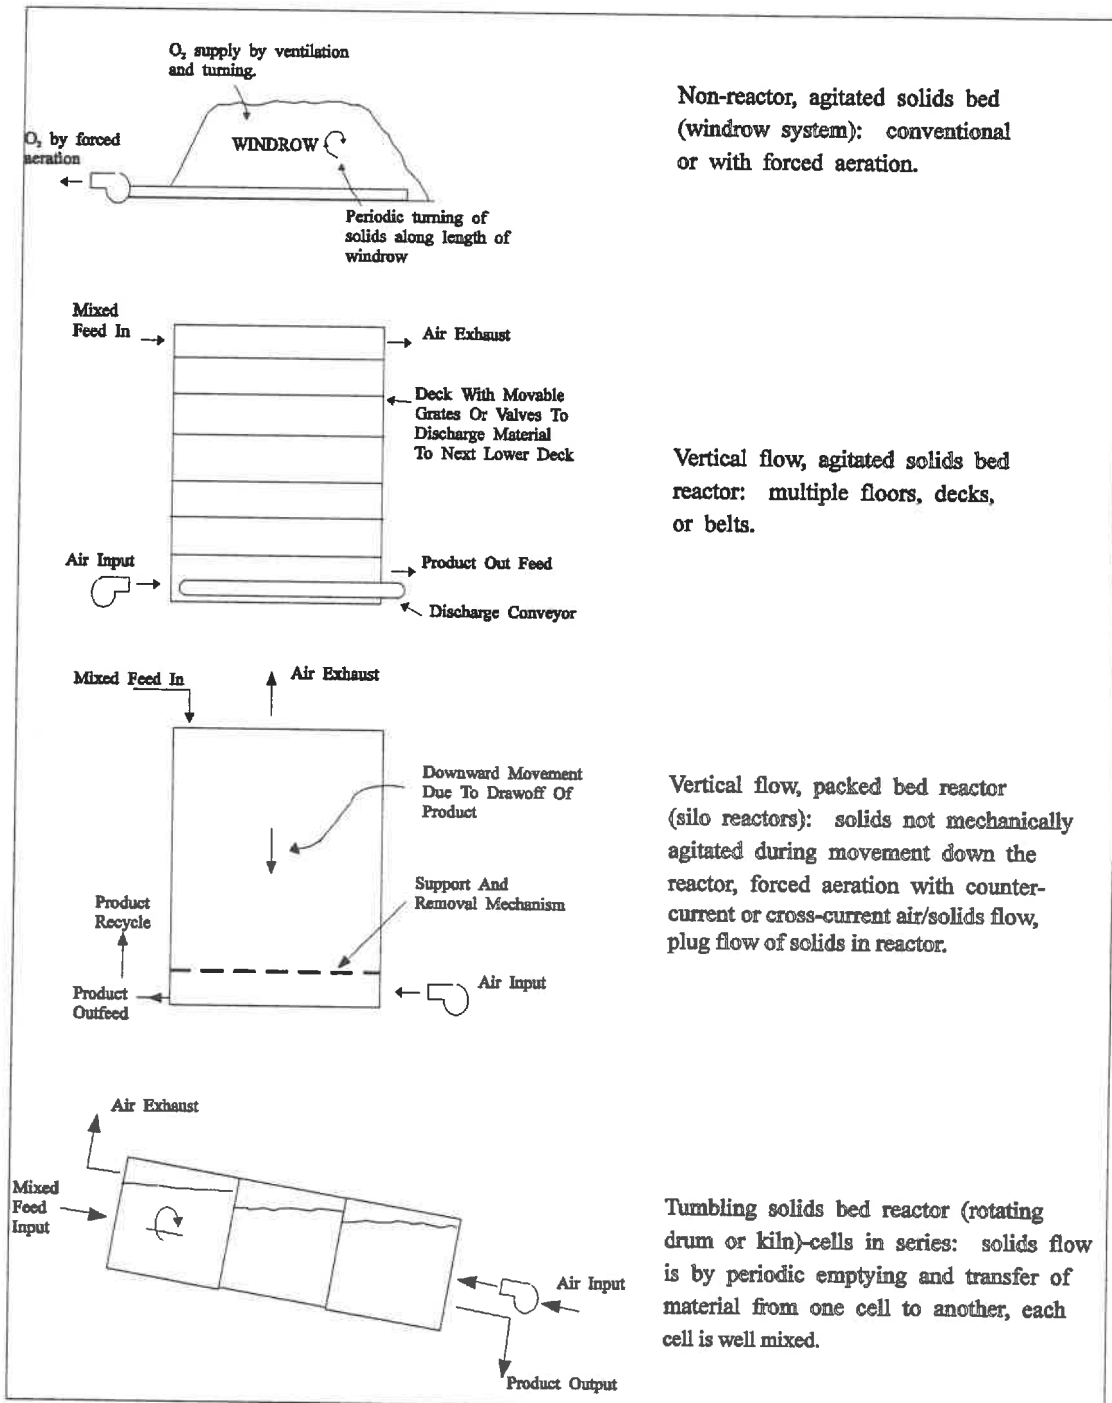 O₂ supply by ventilation
and turning.
O₂ by forced
aeration
WINDROW
Periodic turning of
solids along length of
windrow
Non-reactor, agitated solids bed
(windrow system): conventional
or with forced aeration.
Mixed
Feed In
Air Exhaust
Deck With Movable
Grates Or Valves To
Discharge Material
To Next Lower Deck
Air Input
Product Out Feed
Discharge Conveyor
Vertical flow, agitated solids bed
reactor: multiple floors, decks,
or belts.
Mixed Feed In
Air Exhaust
Downward Movement
Due To Drawoff Of
Product
Support And
Removal Mechanism
Product
Recycle
Product
Outfeed
Air Input
Vertical flow, packed bed reactor
(silo reactors): solids not mechanically
agitated during movement down the
reactor, forced aeration with counter-
current or cross-current air/solids flow,
plug flow of solids in reactor.
Air Exhaust
Mixed
Feed
Input
Air Input
Product Output
Tumbling solids bed reactor (rotating
drum or kiln)-cells in series: solids flow
is by periodic emptying and transfer of
material from one cell to another, each
cell is well mixed.